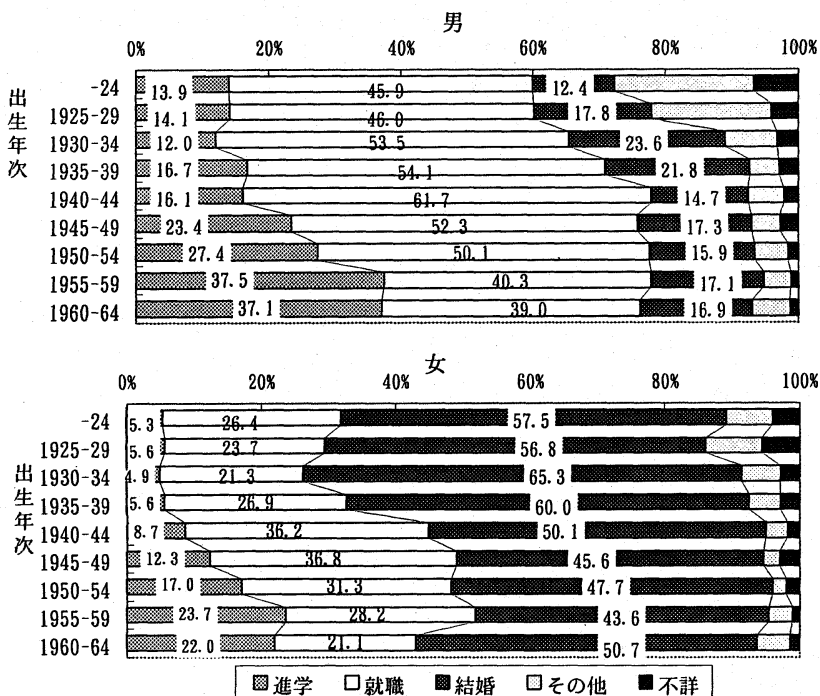 男
0% 20% 40% 60% 80% 100%
出生年次
-24 13.9 45.9 12.4
1925-29 14.1 46.0 17.8
1930-34 12.0 53.5 23.6
1935-39 16.7 54.1 21.8
1940-44 16.1 61.7 14.7
1945-49 23.4 52.3 17.3
1950-54 27.4 50.1 15.9
1955-59 37.5 40.3 17.1
1960-64 37.1 39.0 16.9
女
0% 20% 40% 60% 80% 100%
出生年次
-24 5.3 26.4 57.5
1925-29 5.6 23.7 56.8
1930-34 4.9 21.3 65.3
1935-39 5.6 26.9 60.0
1940-44 8.7 36.2 50.1
1945-49 12.3 36.8 45.6
1950-54 17.0 31.3 47.7
1955-59 23.7 28.2 43.6
1960-64 22.0 21.1 50.7
進学 就職 結婚 その他 不詳